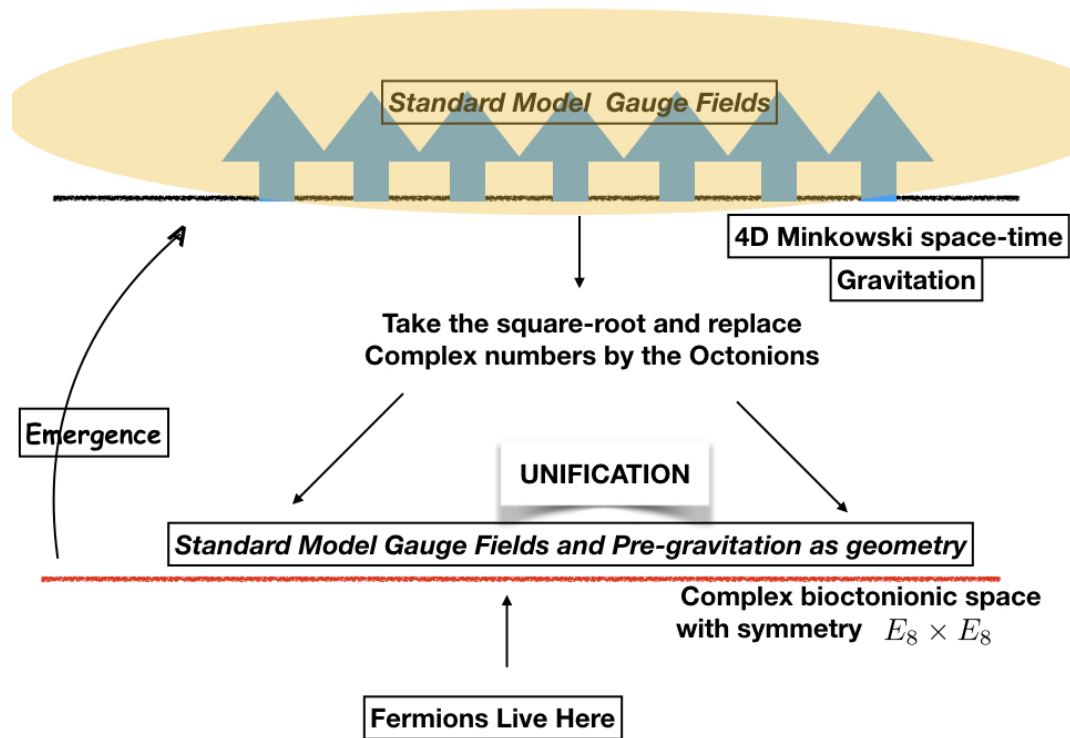 Standard Model Gauge Fields
4D Minkowski space-time
Gravitation
Take the square-root and replace
Complex numbers by the Octonions
Emergence
UNIFICATION
Standard Model Gauge Fields and Pre-gravitation as geometry
Complex bioctonionic space
with symmetry E₈ × E₈
Fermions Live Here